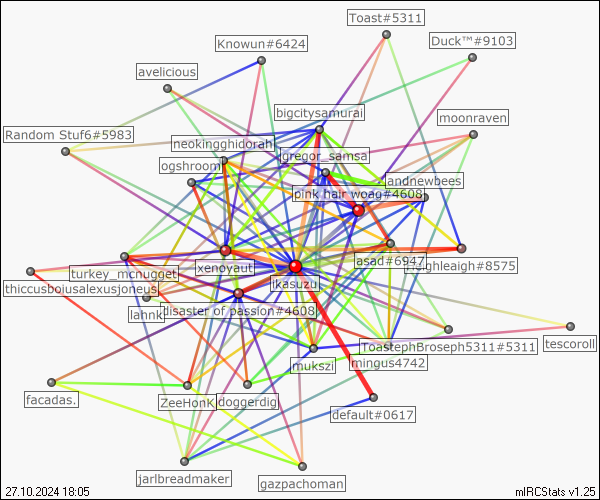 Toast#5311
Duck™#9103
Knowun#6424
avelicious
bigcitysamurai
moonraven
Random Stuf6#5983
neokingghidorah
gregor_samsa
ogshroom
andnewbees
pink hair woag#4608
turkey_mcnugget
xenoyaut
ikasuzu
asad#6947
#8575
thiccusboiusalexusjoneus
lahnK
disaster of passion#4608
ToastephBroseph5311#5311
tescoroll
mukszi
mingus4742
facadas.
ZeeHonK
doggerdig
default#0617
jarlbreadmaker
gazpachoman
27.10.2024 18:05
mIRCStats v1.25